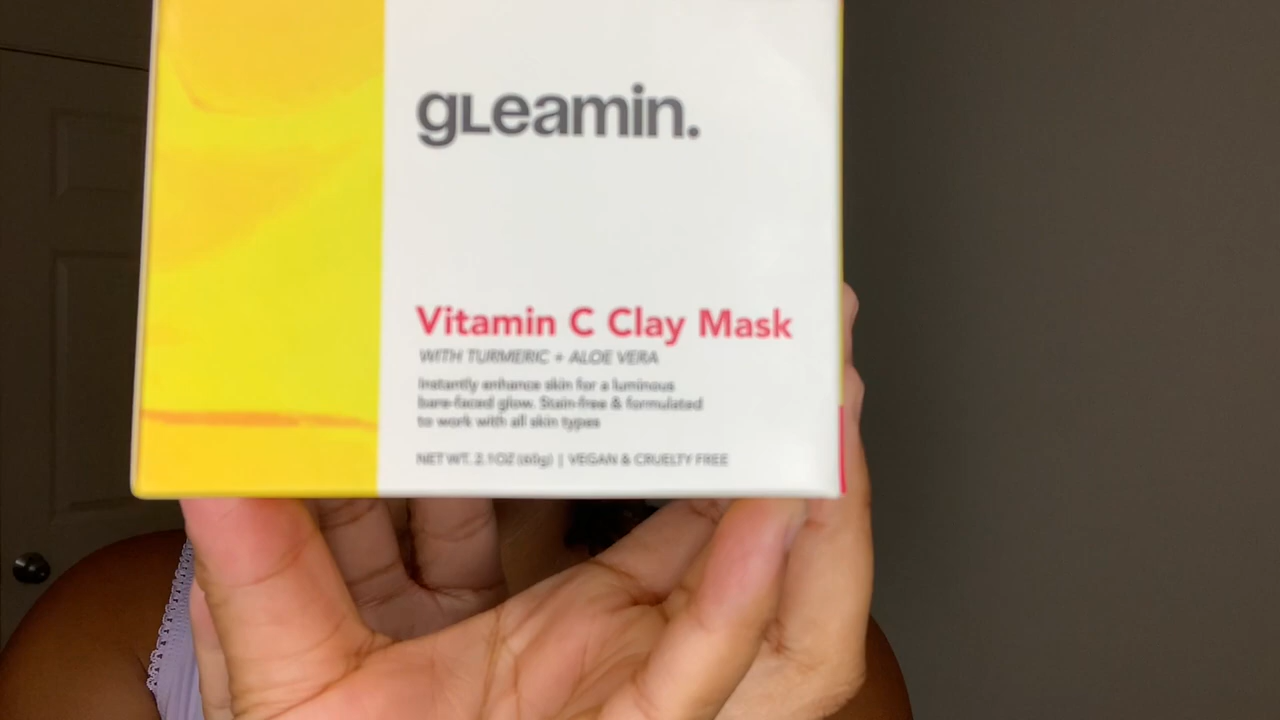 gLeamin.
Vitamin C Clay Mask
WITH TURMERIC + ALOE VERA
Instantly enhance skin for a luminous
bare-faced glow. Stain-free & formulated
to work with all skin types
NET WT. 2.1OZ (60g) | VEGAN & CRUELTY FREE